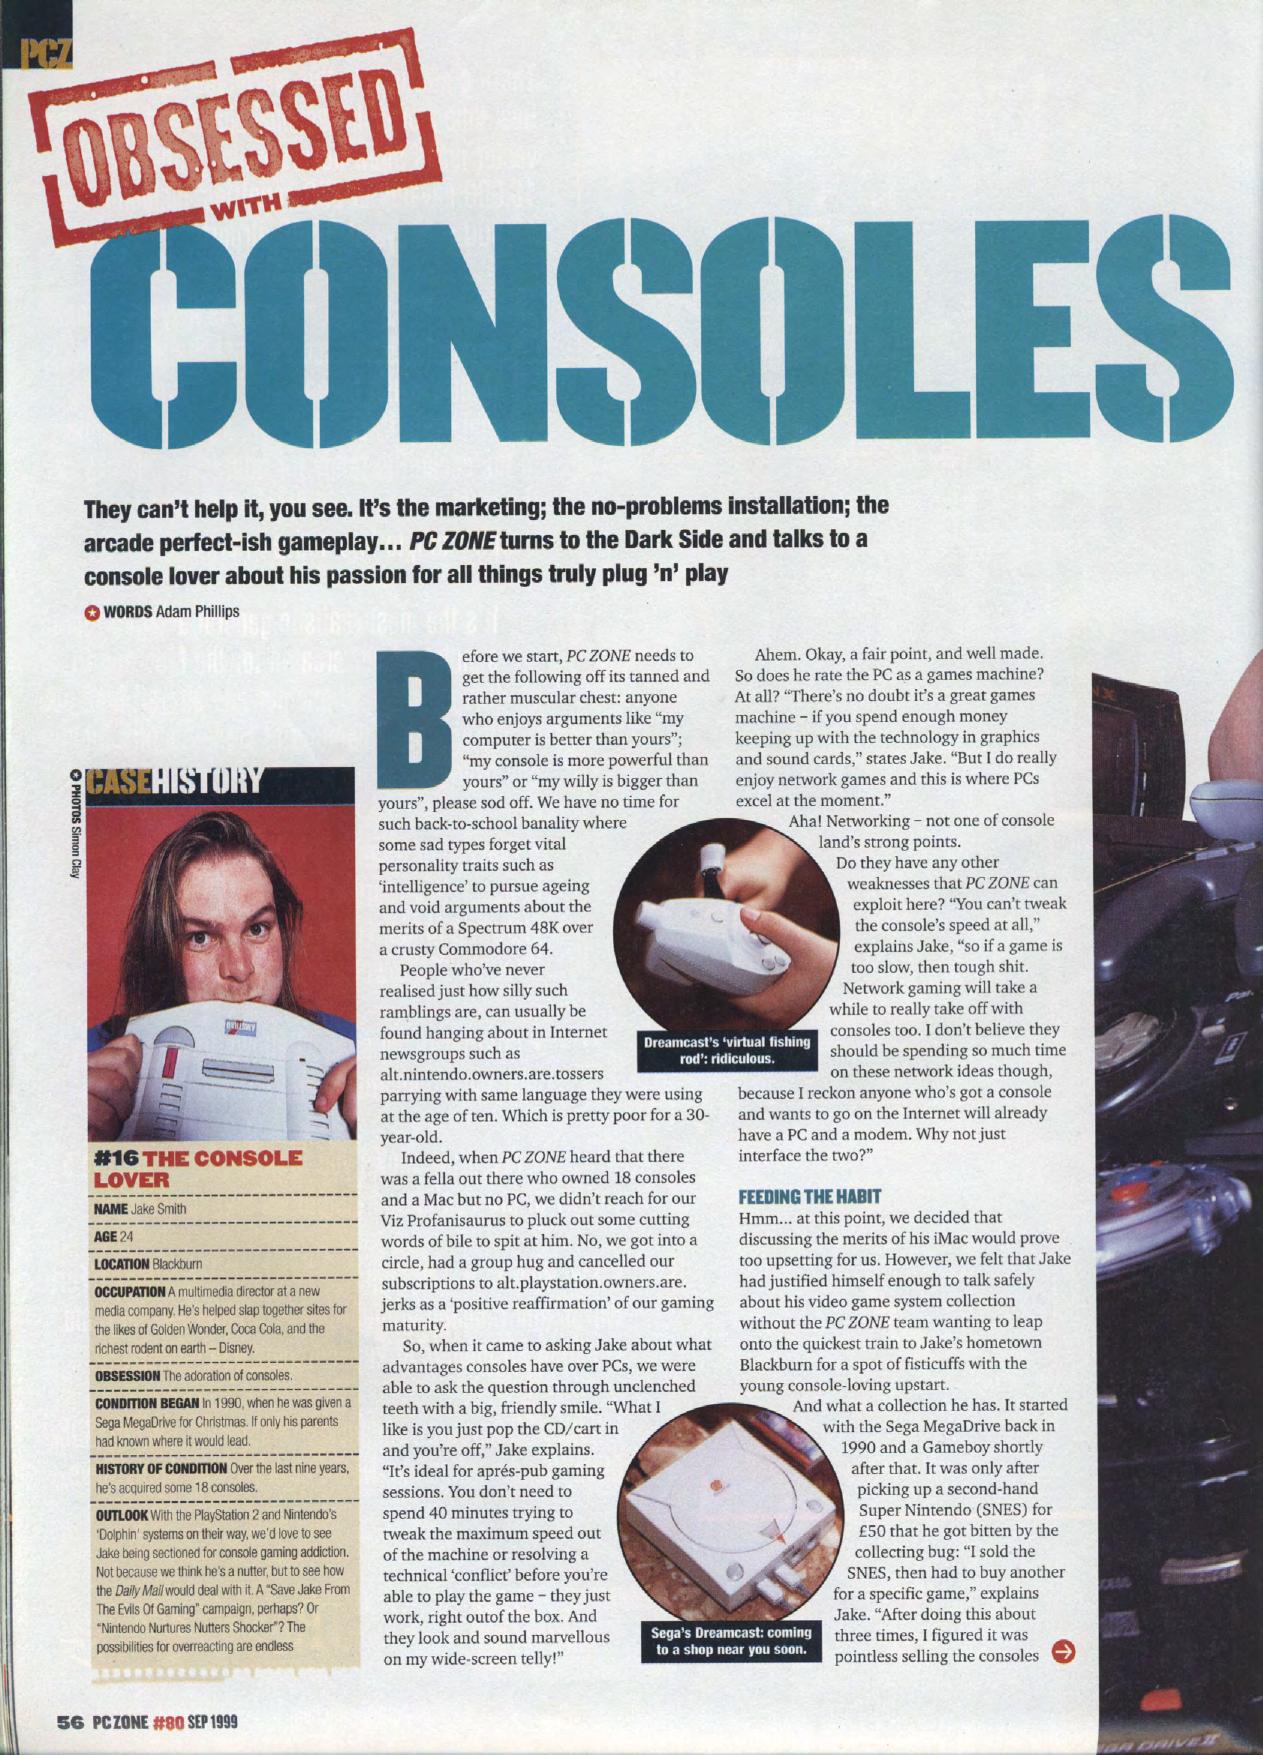 PCZ
OBSESSED
WITH
CONSOLES
They can't help it, you see. It's the marketing; the no-problems installation; the
arcade perfect-ish gameplay... PC ZONE turns to the Dark Side and talks to a
console lover about his passion for all things truly plug 'n' play
WORDS Adam Phillips
PHOTOS Simon Clay
CASEHISTORY
#16 THE CONSOLE
LOVER
NAME Jake Smith
AGE 24
LOCATION Blackburn
OCCUPATION A multimedia director at a new
media company. He's helped slap together sites for
the likes of Golden Wonder, Coca Cola, and the
richest rodent on earth – Disney.
OBSESSION The adoration of consoles.
CONDITION BEGAN In 1990, when he was given a
Sega MegaDrive for Christmas. If only his parents
had known where it would lead.
HISTORY OF CONDITION Over the last nine years,
he's acquired some 18 consoles.
OUTLOOK With the PlayStation 2 and Nintendo's
'Dolphin' systems on their way, we'd love to see
Jake being sectioned for console gaming addiction.
Not because we think he's a nutter, but to see how
the Daily Mail would deal with it. A "Save Jake From
The Evils Of Gaming" campaign, perhaps? Or
"Nintendo Nurtures Nutters Shocker"? The
possibilities for overreacting are endless
Before we start, PC ZONE needs to
get the following off its tanned and
rather muscular chest: anyone
who enjoys arguments like "my
computer is better than yours";
"my console is more powerful than
yours" or "my willy is bigger than
yours", please sod off. We have no time for
such back-to-school banality where
some sad types forget vital
personality traits such as
'intelligence' to pursue ageing
and void arguments about the
merits of a Spectrum 48K over
a crusty Commodore 64.
People who've never
realised just how silly such
ramblings are, can usually be
found hanging about in Internet
newsgroups such as
alt.nintendo.owners.are.tossers
parrying with same language they were using
at the age of ten. Which is pretty poor for a 30-
year-old.
Indeed, when PC ZONE heard that there
was a fella out there who owned 18 consoles
and a Mac but no PC, we didn't reach for our
Viz Profanisaurus to pluck out some cutting
words of bile to spit at him. No, we got into a
circle, had a group hug and cancelled our
subscriptions to alt.playstation.owners.are.
jerks as a 'positive reaffirmation' of our gaming
maturity.
So, when it came to asking Jake about what
advantages consoles have over PCs, we were
able to ask the question through unclenched
teeth with a big, friendly smile. "What I
like is you just pop the CD/cart in
and you're off," Jake explains.
"It's ideal for aprés-pub gaming
sessions. You don't need to
spend 40 minutes trying to
tweak the maximum speed out
of the machine or resolving a
technical 'conflict' before you're
able to play the game – they just
work, right outof the box. And
they look and sound marvellous
on my wide-screen telly!"
Dreamcast's 'virtual fishing
rod': ridiculous.
Sega's Dreamcast: coming
to a shop near you soon.
Ahem. Okay, a fair point, and well made.
So does he rate the PC as a games machine?
At all? "There's no doubt it's a great games
machine – if you spend enough money
keeping up with the technology in graphics
and sound cards," states Jake. "But I do really
enjoy network games and this is where PCs
excel at the moment."
Aha! Networking – not one of console
land's strong points.
Do they have any other
weaknesses that PC ZONE can
exploit here? "You can't tweak
the console's speed at all,"
explains Jake, "so if a game is
too slow, then tough shit.
Network gaming will take a
while to really take off with
consoles too. I don't believe they
should be spending so much time
on these network ideas though,
because I reckon anyone who's got a console
and wants to go on the Internet will already
have a PC and a modem. Why not just
interface the two?"
FEEDING THE HABIT
Hmm... at this point, we decided that
discussing the merits of his iMac would prove
too upsetting for us. However, we felt that Jake
had justified himself enough to talk safely
about his video game system collection
without the PC ZONE team wanting to leap
onto the quickest train to Jake's hometown
Blackburn for a spot of fisticuffs with the
young console-loving upstart.
And what a collection he has. It started
with the Sega MegaDrive back in
1990 and a Gameboy shortly
after that. It was only after
picking up a second-hand
Super Nintendo (SNES) for
£50 that he got bitten by the
collecting bug: "I sold the
SNES, then had to buy another
for a specific game," explains
Jake. "After doing this about
three times, I figured it was
pointless selling the consoles
56 PC ZONE #80 SEP 1999